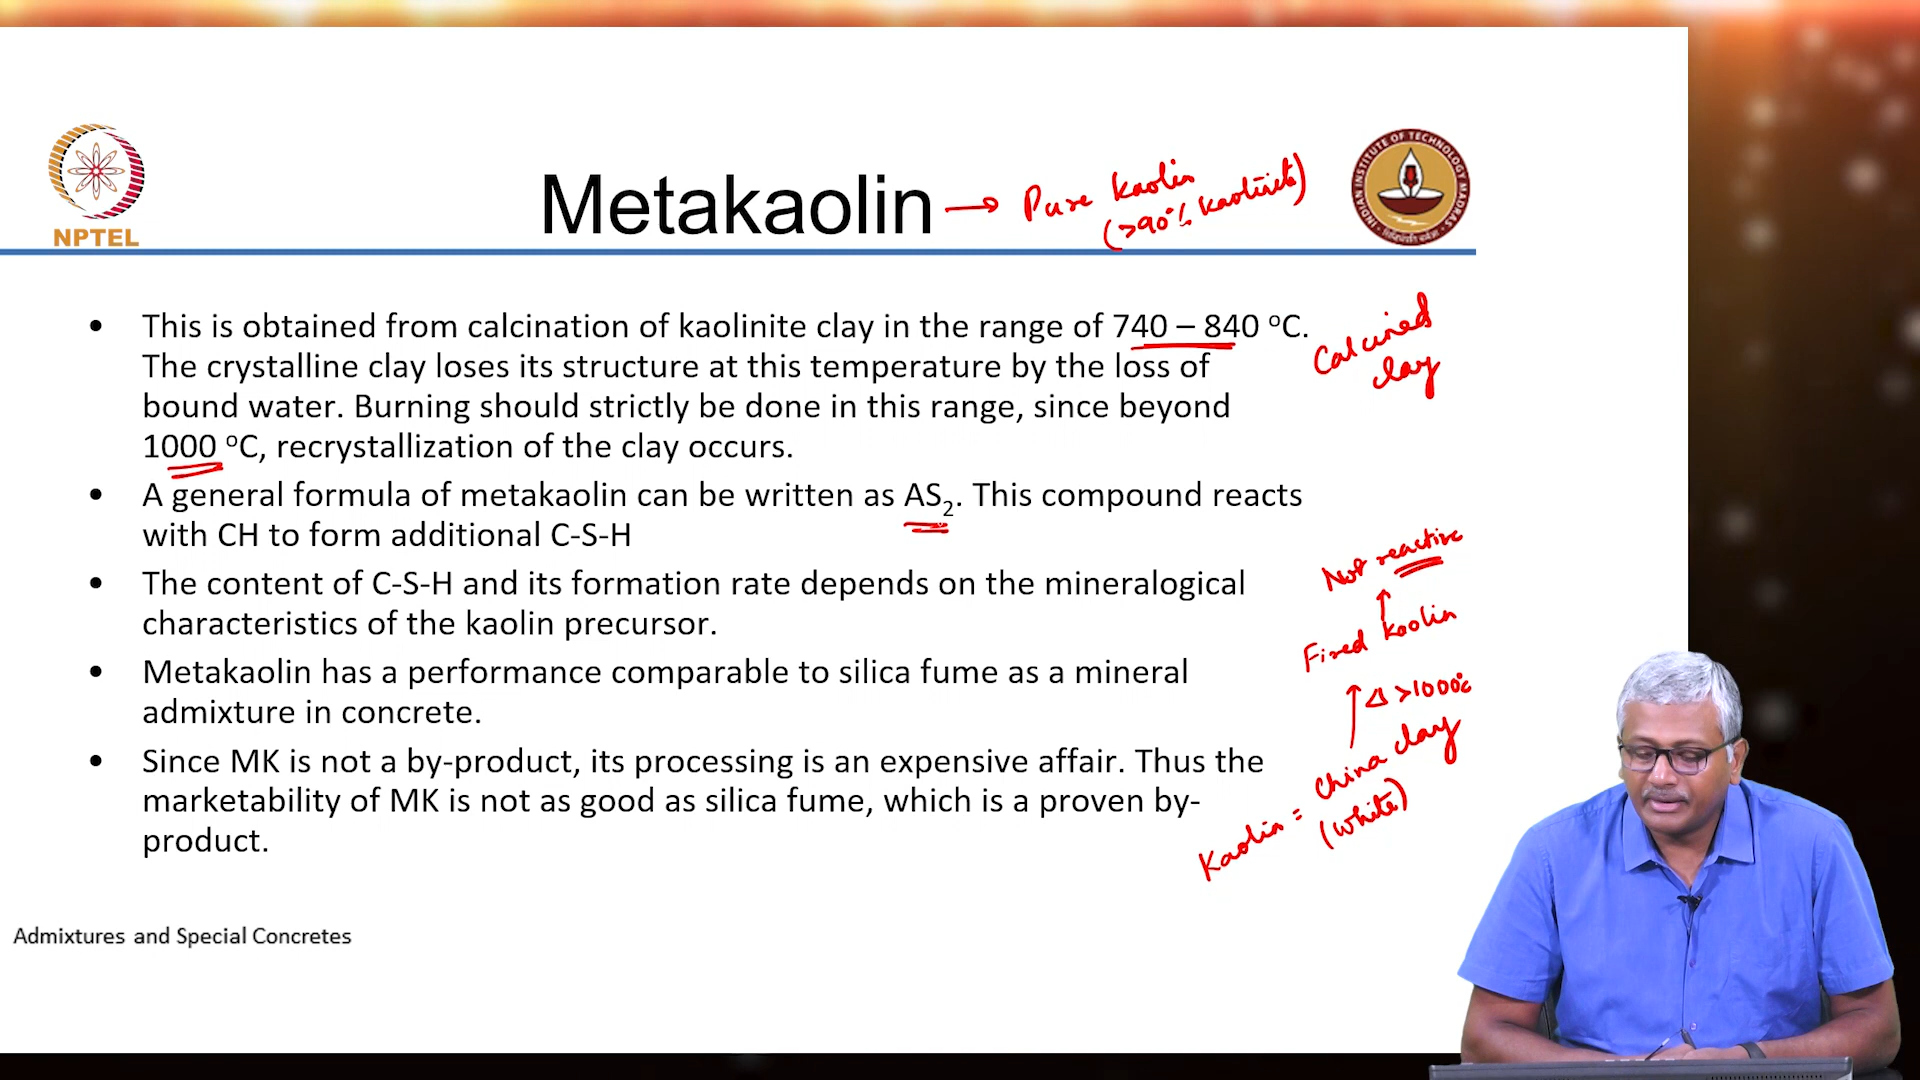 NPTEL
INDIAN INSTITUTE OF TECHNOLOGY MADRAS
Metakaolin → Pure kaolin
(>90% kaolinite)
• This is obtained from calcination of kaolinite clay in the range of 740 – 840 °C.
The crystalline clay loses its structure at this temperature by the loss of
bound water. Burning should strictly be done in this range, since beyond
1000 °C, recrystallization of the clay occurs.
Calcined
clay
• A general formula of metakaolin can be written as AS₂. This compound reacts
with CH to form additional C-S-H
• The content of C-S-H and its formation rate depends on the mineralogical
characteristics of the kaolin precursor.
• Metakaolin has a performance comparable to silica fume as a mineral
admixture in concrete.
• Since MK is not a by-product, its processing is an expensive affair. Thus the
marketability of MK is not as good as silica fume, which is a proven by-
product.
Not reactive
↑
Fired kaolin
↑ Δ >1000°C
Kaolin = China clay
(white)
Admixtures and Special Concretes